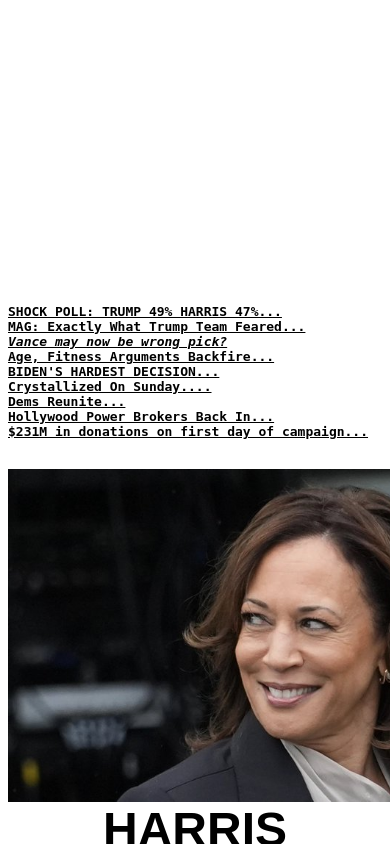 SHOCK POLL: TRUMP 49% HARRIS 47%...
MAG: Exactly What Trump Team Feared...
Vance may now be wrong pick?
Age, Fitness Arguments Backfire...
BIDEN'S HARDEST DECISION...
Crystallized On Sunday....
Dems Reunite...
Hollywood Power Brokers Back In...
$231M in donations on first day of campaign...
HARRIS